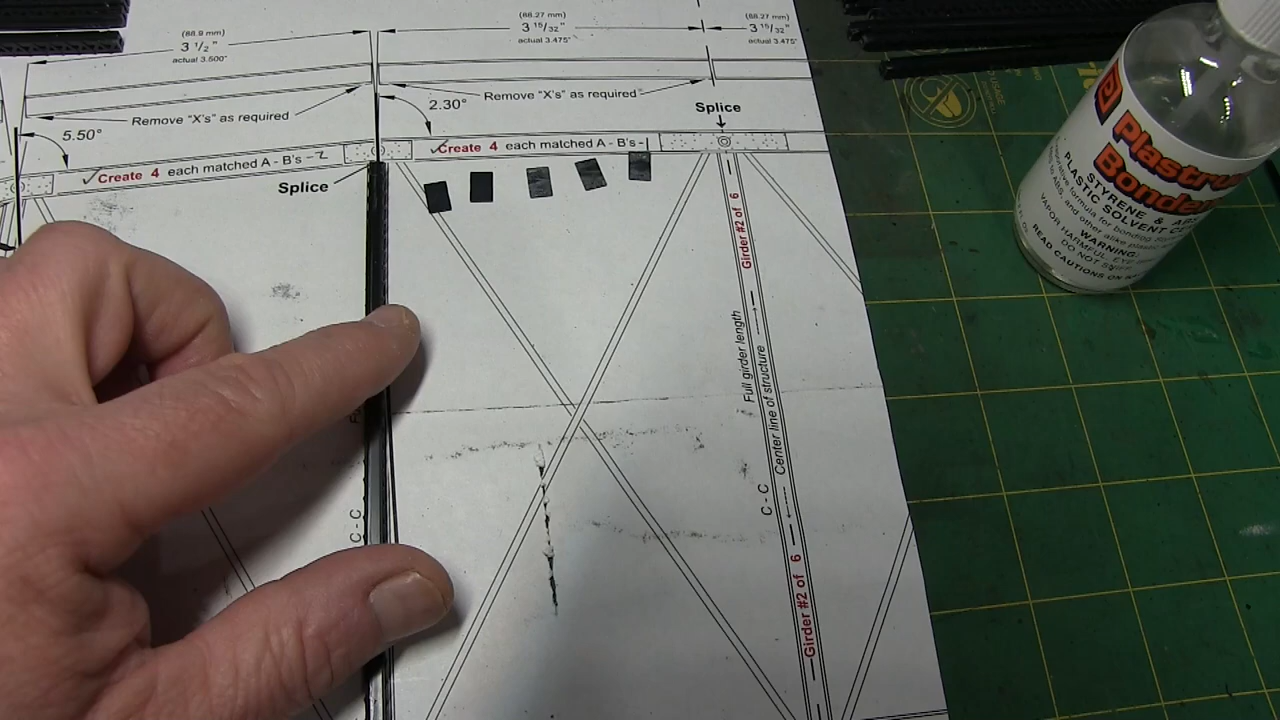 (88.9 mm)
3 1/2"
actual 3.500"
(88.27 mm)
3 15/32"
actual 3.475"
(88.27 mm)
3 15/32"
actual 3.475"
Remove "X's" as required
2.30°
Remove "X's" as required
Splice
5.50°
✓Create 4 each matched A - B's - 2
✓Create 4 each matched A - B's - 1
Splice
Girder #2 of 6
Full girder length
Center line of structure
C - C
C - C
Girder #2 of 6
Plastruct
Bonder
STYRENE & ABS
PLASTIC SOLVENT
WARNING:
VAPOR HARMFUL
READ CAUTIONS ON